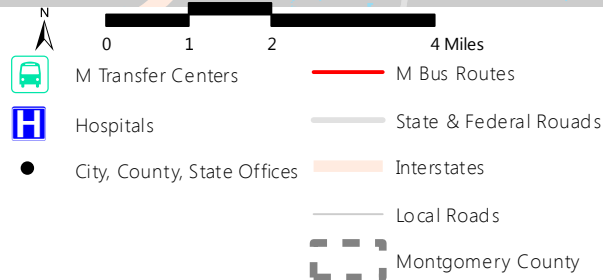 N
0 1 2 4 Miles
M Transfer Centers
H Hospitals
City, County, State Offices
M Bus Routes
State & Federal Rouads
Interstates
Local Roads
Montgomery County